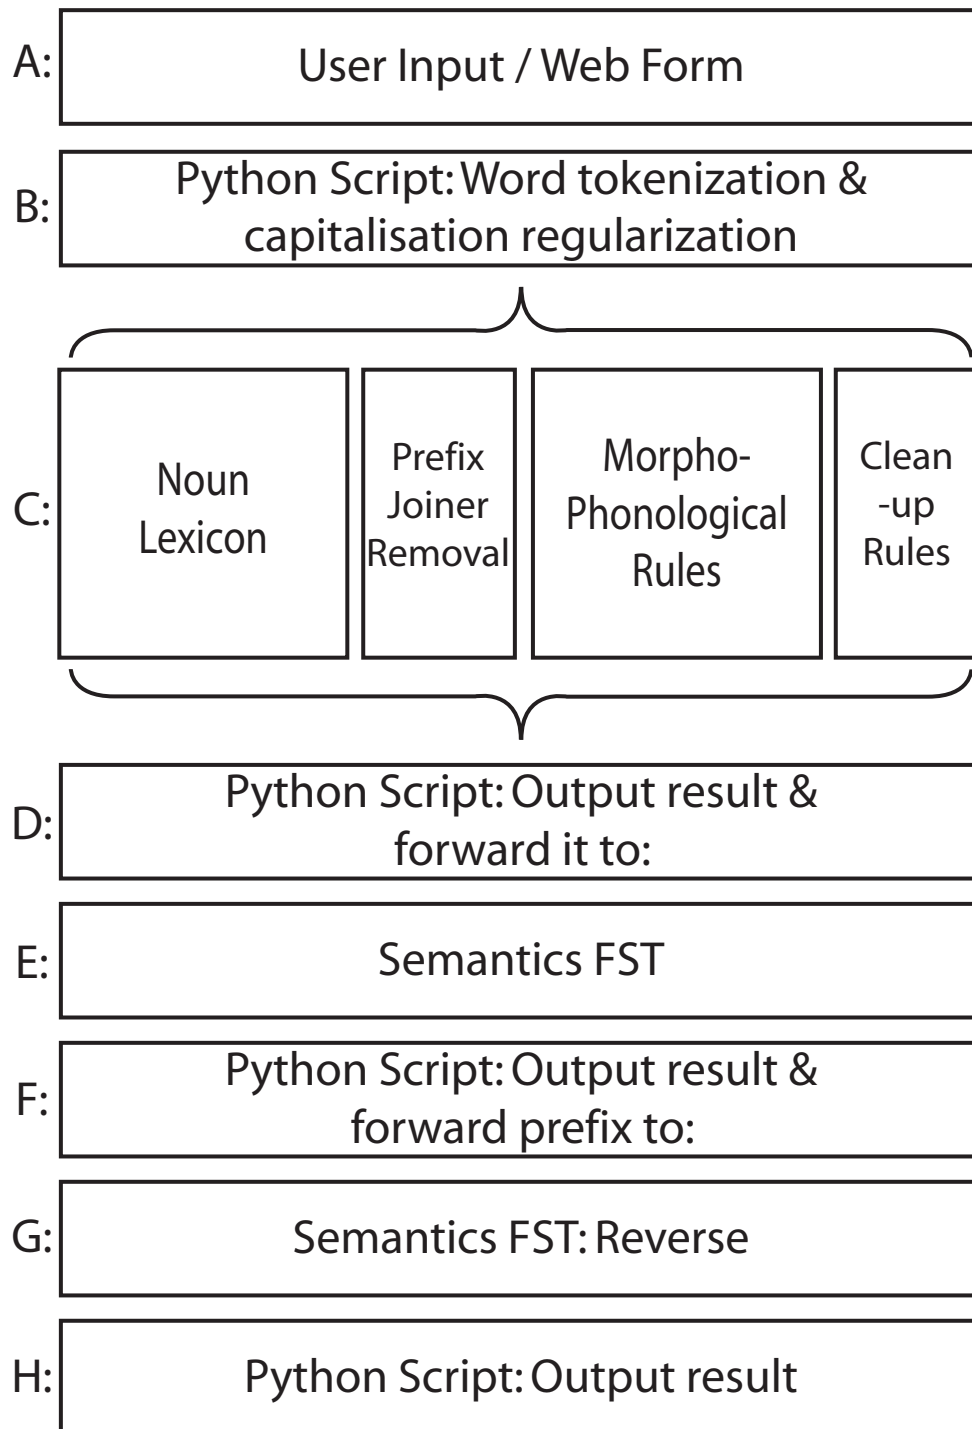 A:
User Input / Web Form
B:
Python Script: Word tokenization &
capitalisation regularization
C:
Noun
Lexicon
Prefix
Joiner
Removal
Morpho-
Phonological
Rules
Clean
-up
Rules
D:
Python Script: Output result &
forward it to:
E:
Semantics FST
F:
Python Script: Output result &
forward prefix to:
G:
Semantics FST: Reverse
H:
Python Script: Output result